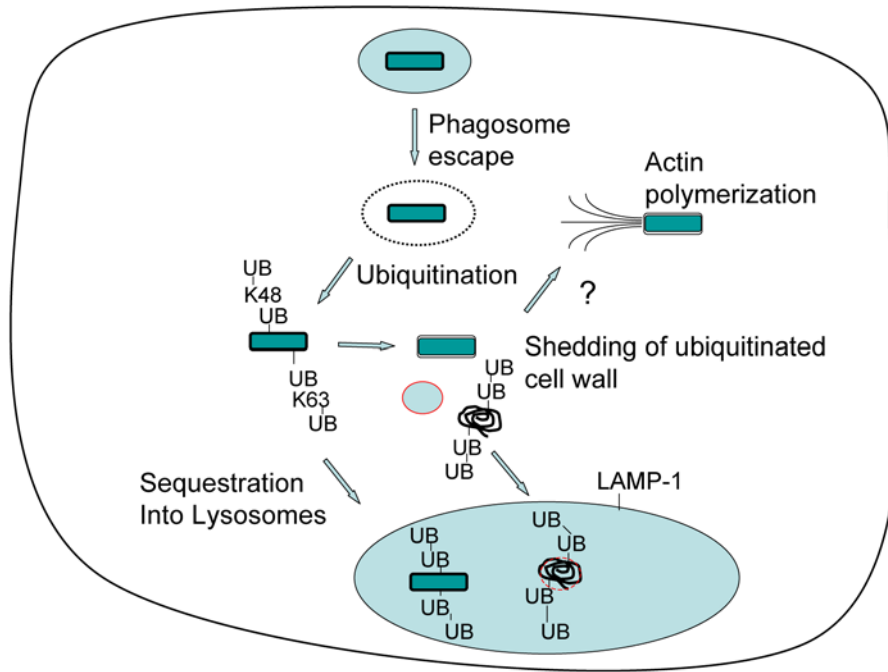 Phagosome
escape
Actin
polymerization
Ubiquitination
?
UB
K48
UB
UB
K63
UB
Shedding of ubiquitinated
cell wall
UB
UB
UB
UB
Sequestration
Into Lysosomes
LAMP-1
UB
UB
UB
UB
UB
UB
UB
UB